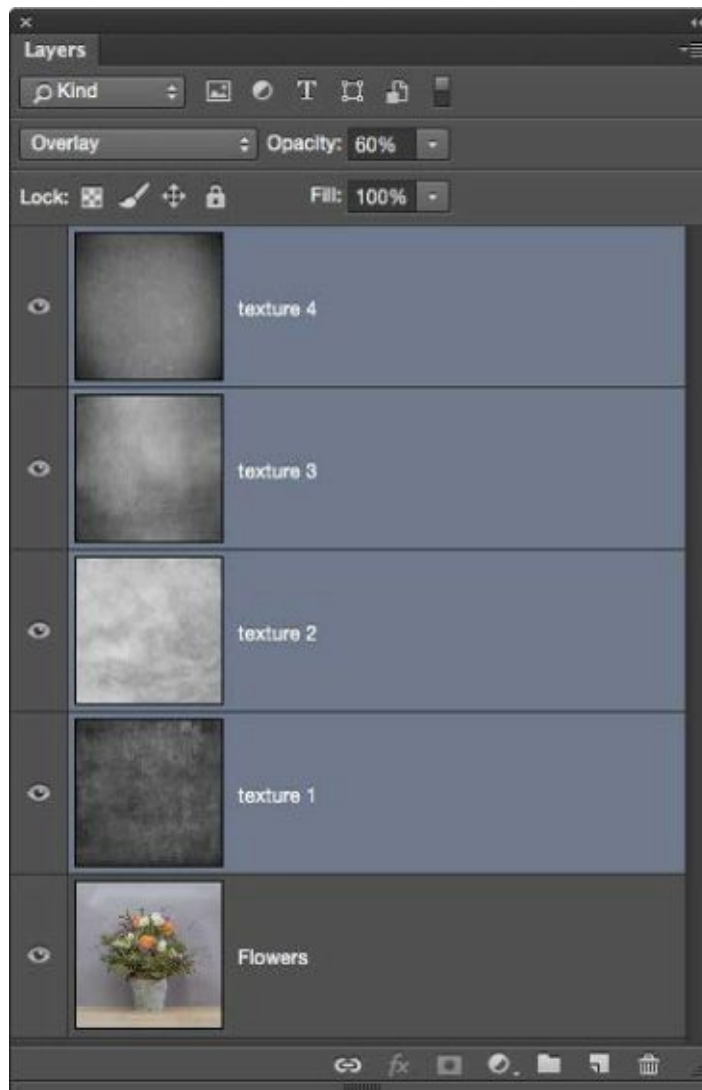 Layers
Kind
Overlay Opacity: 60%
Lock: Fill: 100%
texture 4
texture 3
texture 2
texture 1
Flowers